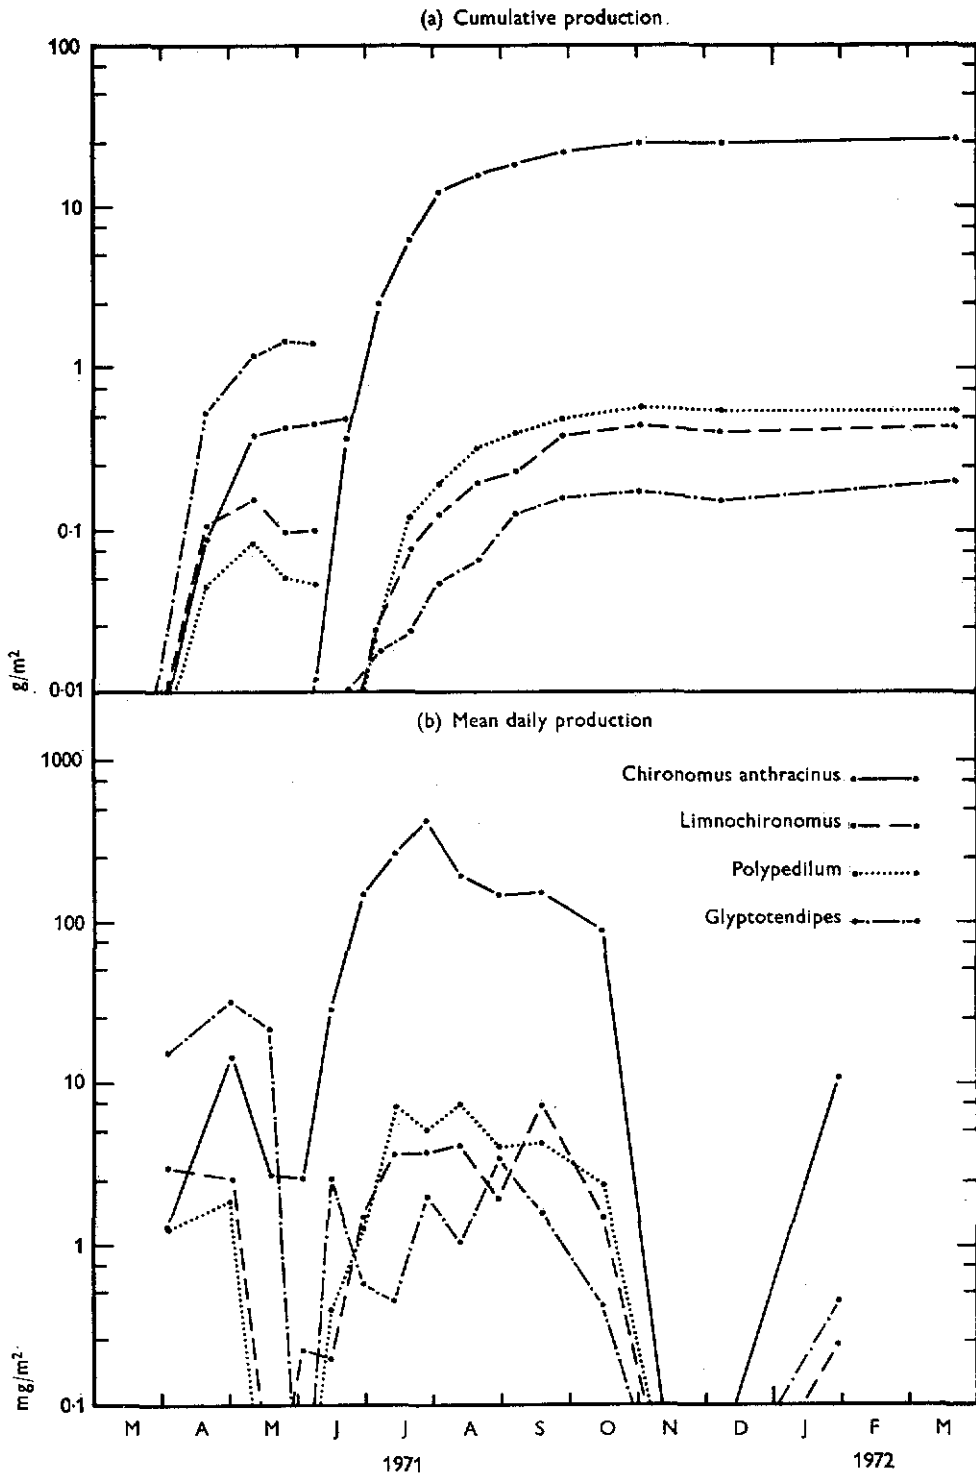 (a) Cumulative production
100
10
1
0·1
0·01
g/m²
(b) Mean daily production
1000
100
10
1
0·1
mg/m²
Chironomus anthracinus
Limnochironomus
Polypedilum
Glyptotendipes
M A M J J A S O N D J F M
1971 1972